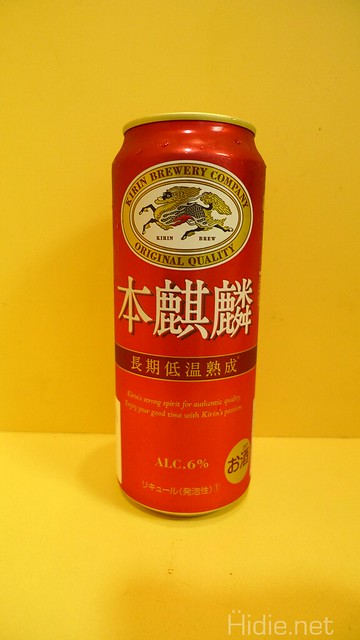 KIRIN BREWERY COMPANY
KIRIN BREW
ORIGINAL QUALITY
本麒麟
長期低温熟成
Kirin's strong spirit for authentic quality.
Enjoy your good time with Kirin's passion.
ALC.6%
お酒
リキュール(発泡性)①
Hidie.net